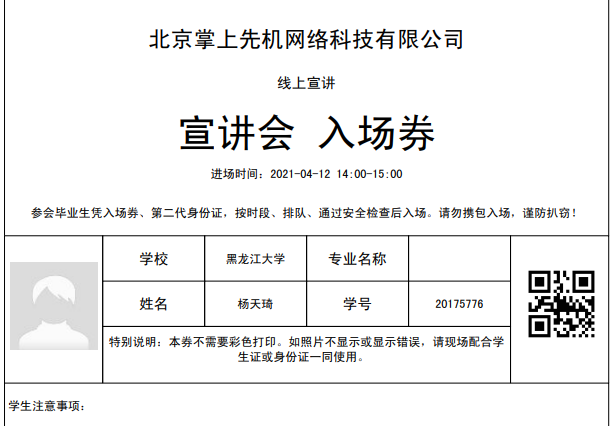 北京掌上先机网络科技有限公司
线上宣讲
宣讲会 入场券
进场时间：2021-04-12 14:00-15:00
参会毕业生凭入场券、第二代身份证，按时段、排队、通过安全检查后入场。请勿携包入场，谨防扒窃！
学校 黑龙江大学 专业名称
姓名 杨天琦 学号 20175776
特别说明：本券不需要彩色打印。如照片不显示或显示错误，请现场配合学
生证或身份证一同使用。
学生注意事项：